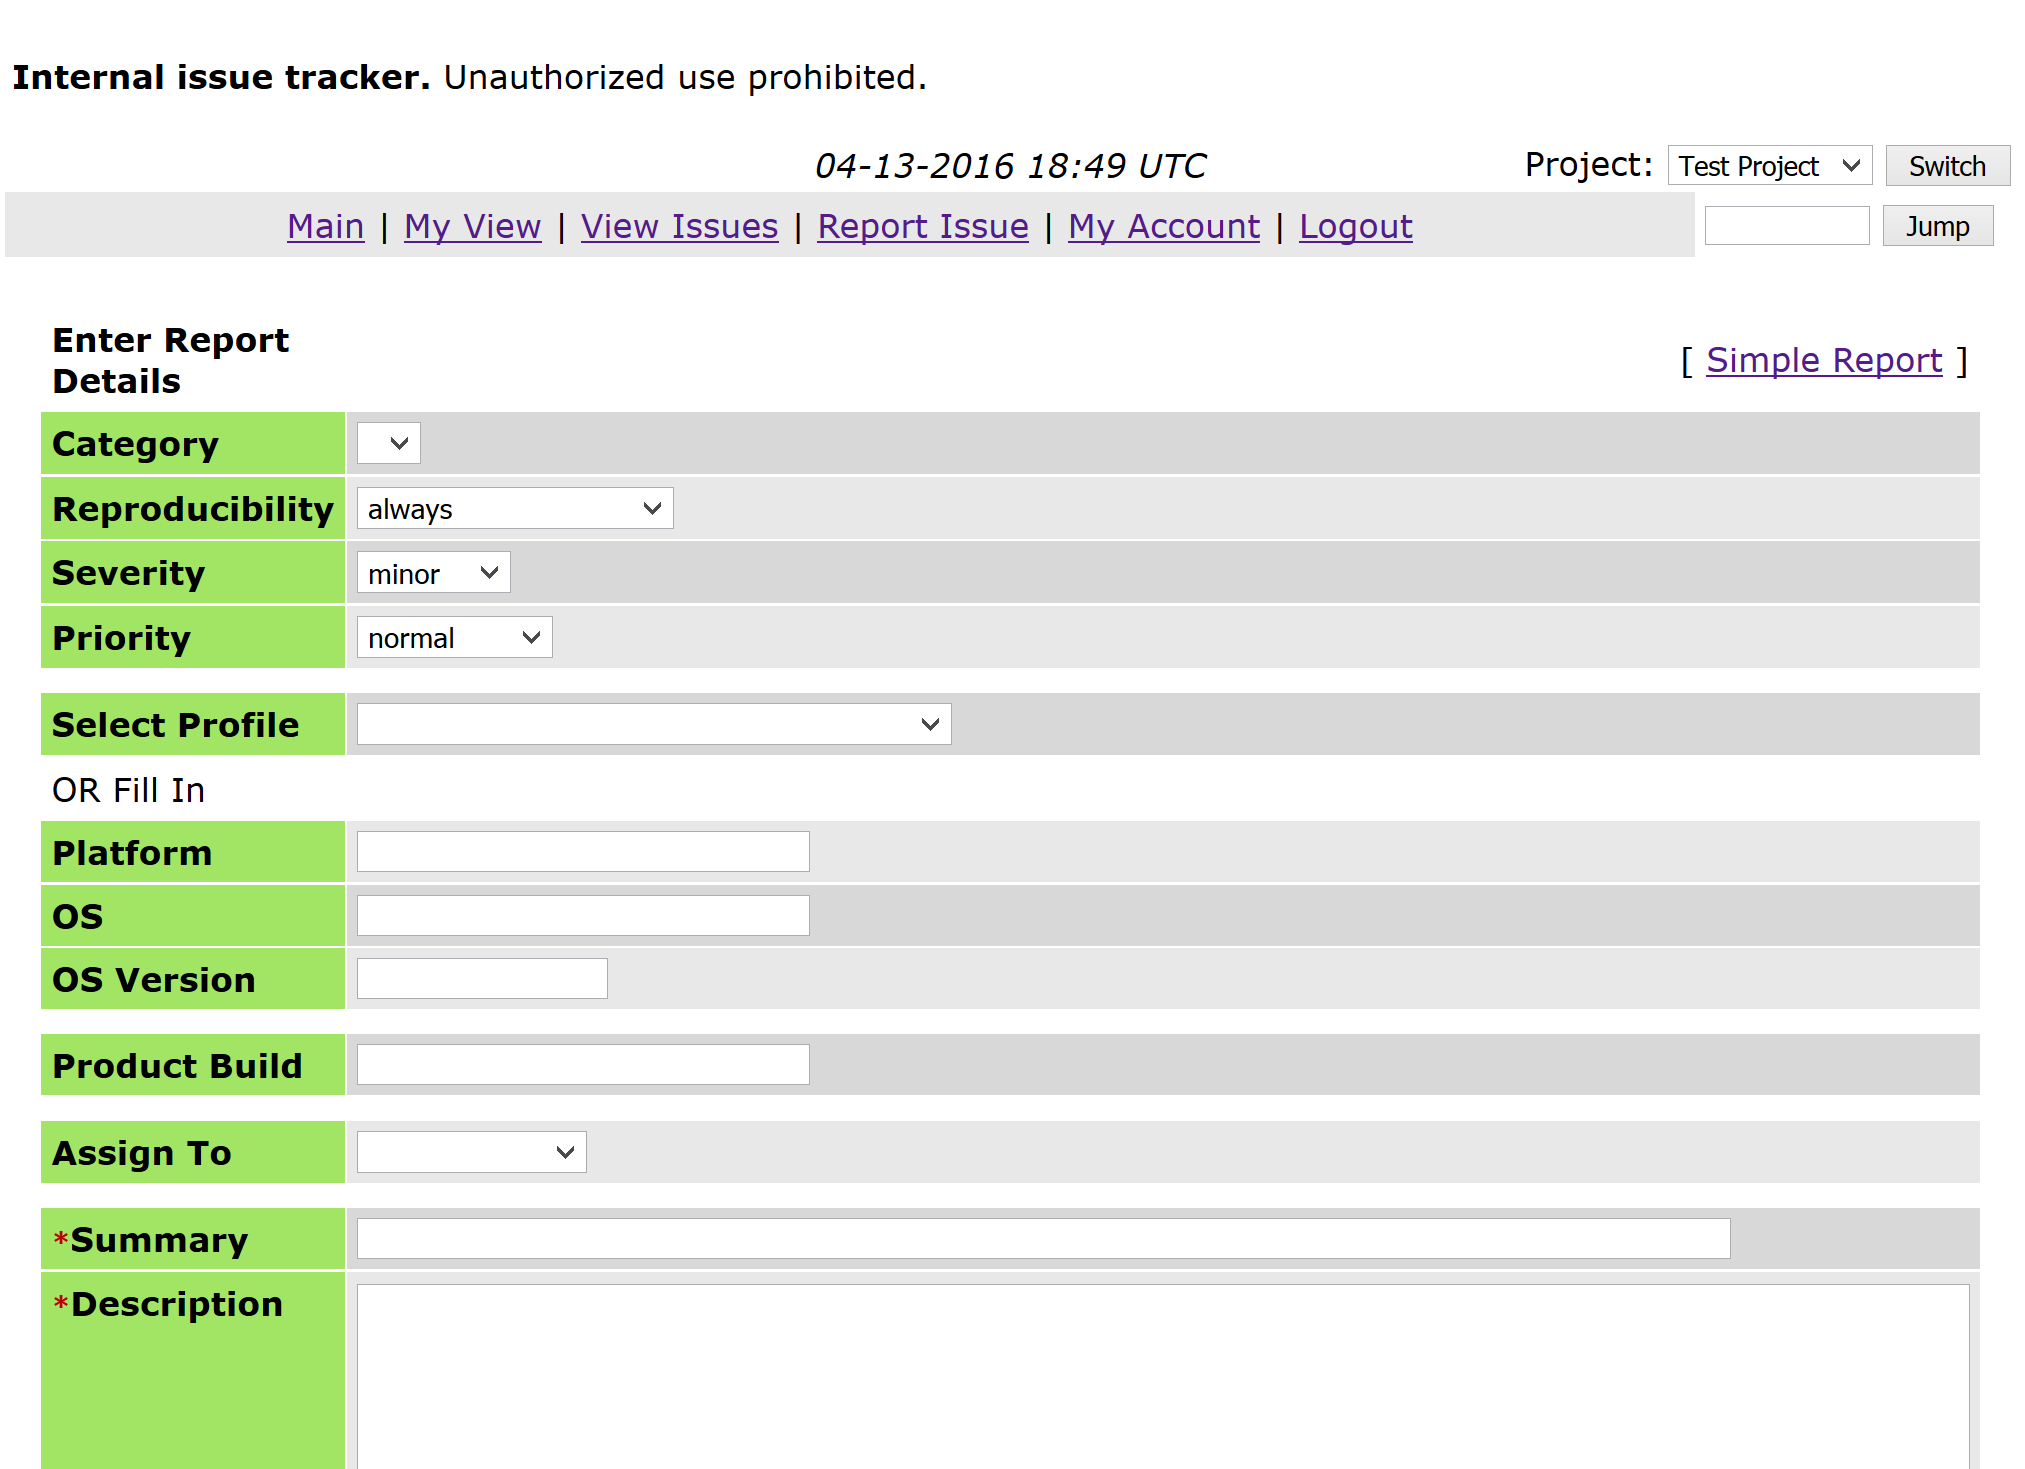 Internal issue tracker. Unauthorized use prohibited.
04-13-2016 18:49 UTC
Project: Test Project Switch
Main | My View | View Issues | Report Issue | My Account | Logout
Jump
Enter Report
Details
[ Simple Report ]
Category
Reproducibility always
Severity minor
Priority normal
Select Profile
OR Fill In
Platform
OS
OS Version
Product Build
Assign To
*Summary
*Description